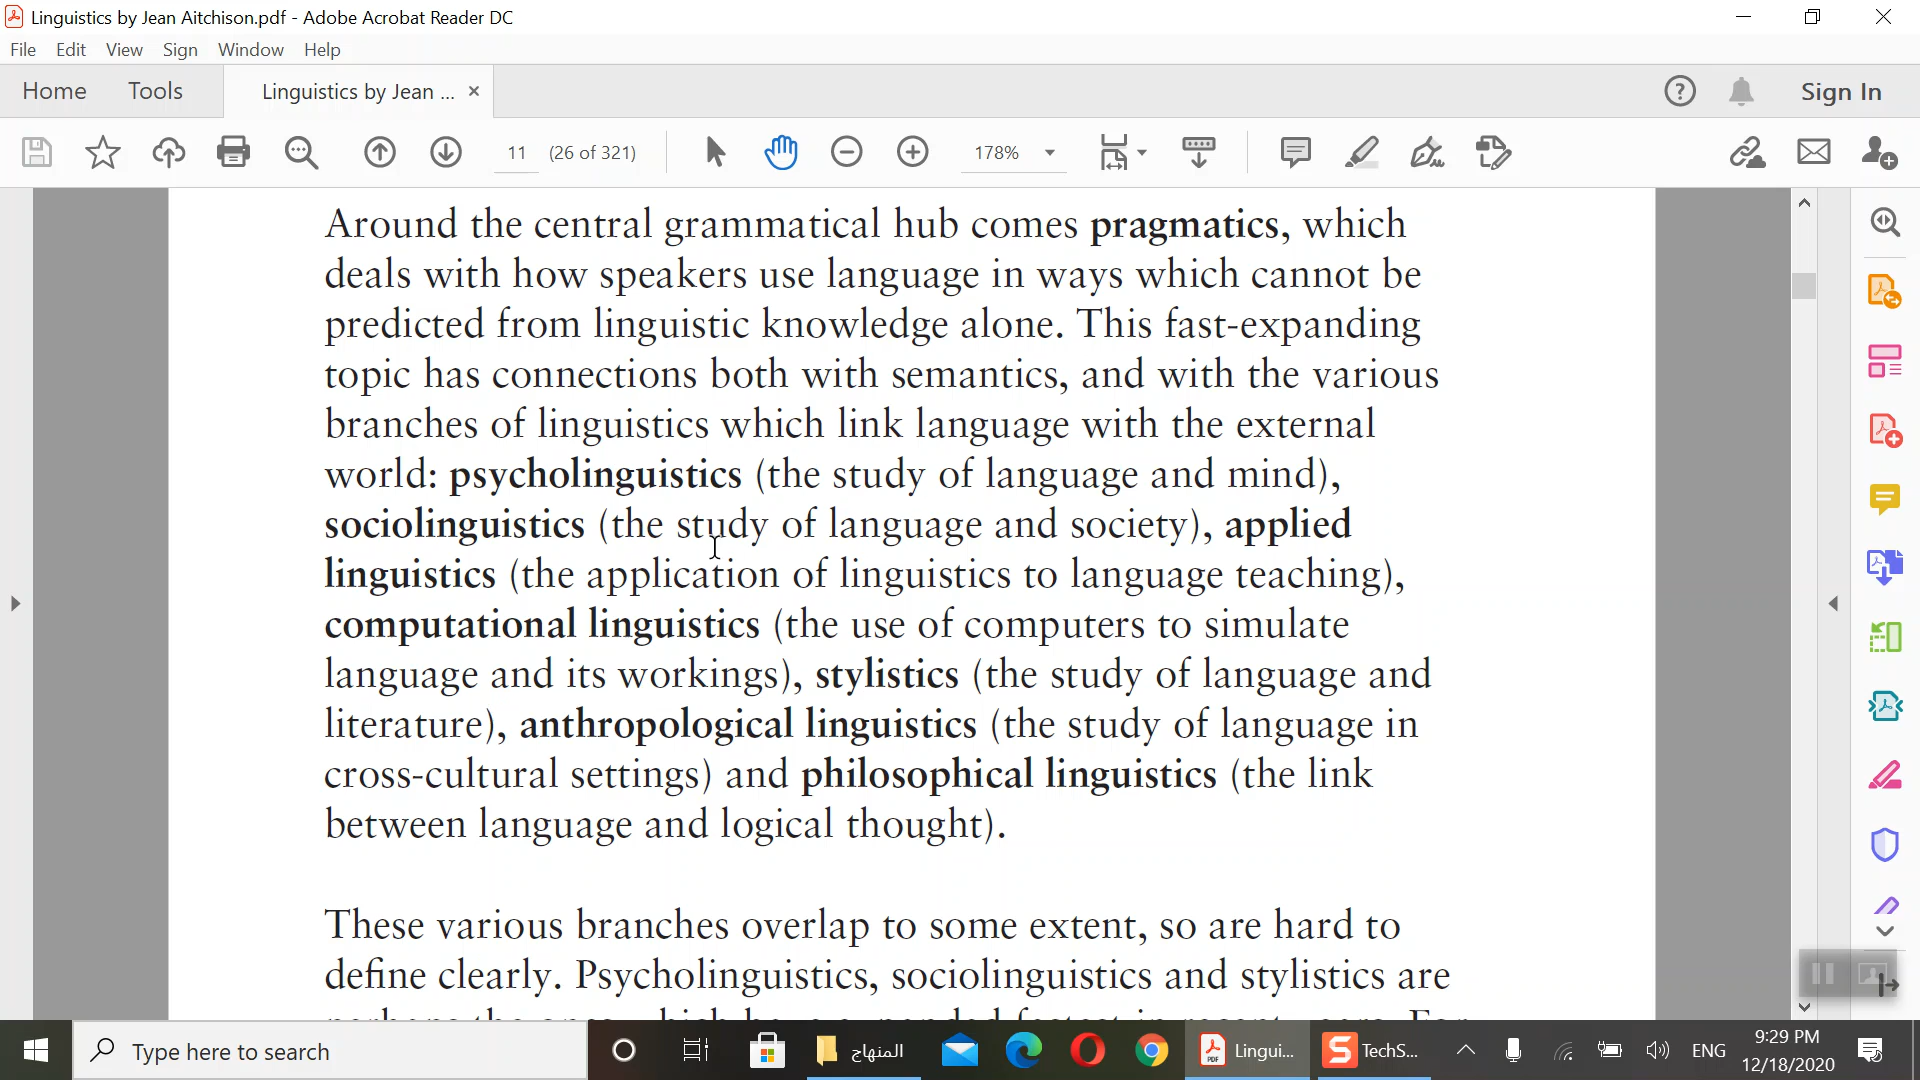 Linguistics by Jean Aitchison.pdf - Adobe Acrobat Reader DC
File Edit View Sign Window Help
Home Tools Linguistics by Jean ... × Sign In
11 (26 of 321) 178%
Around the central grammatical hub comes pragmatics, which
deals with how speakers use language in ways which cannot be
predicted from linguistic knowledge alone. This fast-expanding
topic has connections both with semantics, and with the various
branches of linguistics which link language with the external
world: psycholinguistics (the study of language and mind),
sociolinguistics (the study of language and society), applied
linguistics (the application of linguistics to language teaching),
computational linguistics (the use of computers to simulate
language and its workings), stylistics (the study of language and
literature), anthropological linguistics (the study of language in
cross-cultural settings) and philosophical linguistics (the link
between language and logical thought).
These various branches overlap to some extent, so are hard to
define clearly. Psycholinguistics, sociolinguistics and stylistics are
Type here to search المنهاج Lingui... TechS... ENG 9:29 PM
12/18/2020